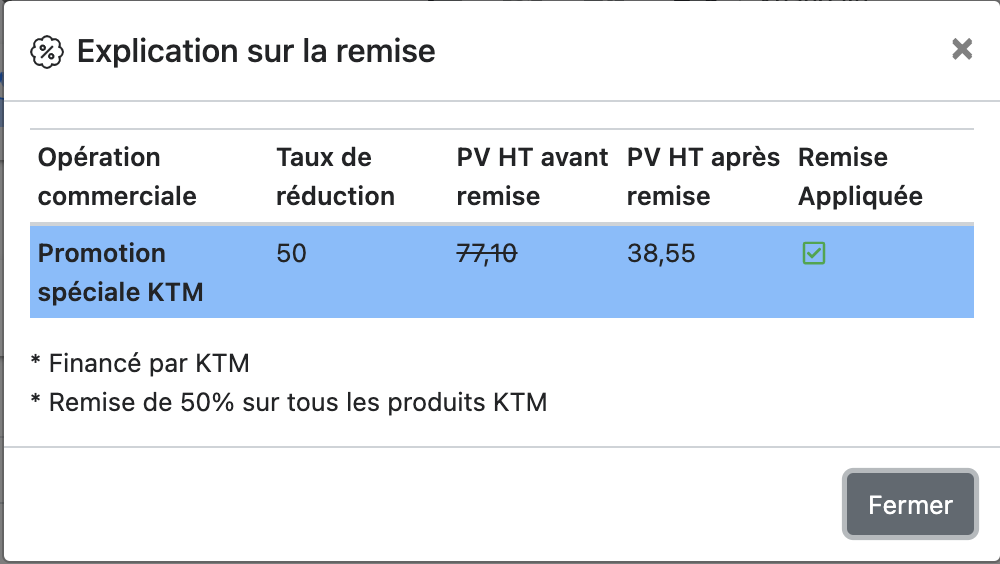 Explication sur la remise
Opération commerciale
Taux de réduction
PV HT avant remise
PV HT après remise
Remise Appliquée
Promotion spéciale KTM
50
77,10
38,55
* Financé par KTM
* Remise de 50% sur tous les produits KTM
Fermer